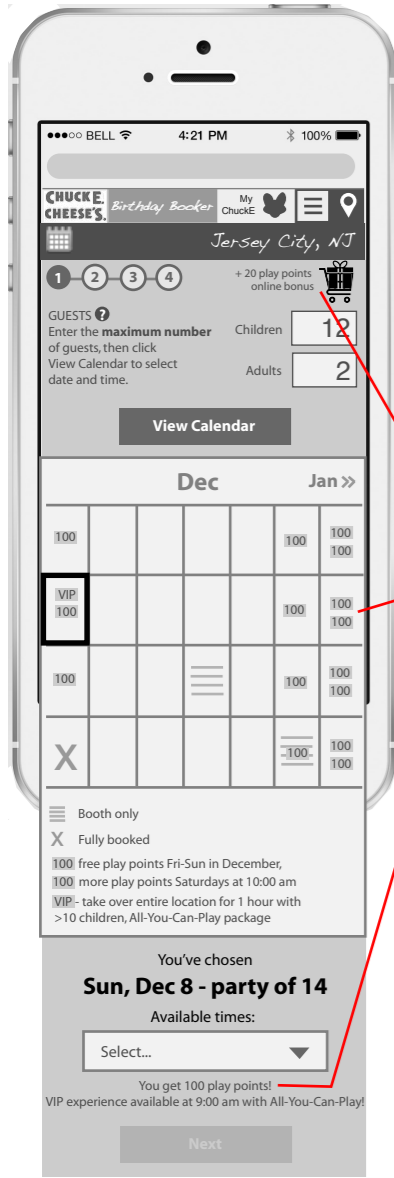 ●●●○○ BELL 4:21 PM 100%
CHUCK E. CHEESE'S. Birthday Booker My ChuckE
Jersey City, NJ
1 2 3 4 + 20 play points
online bonus
GUESTS ?
Enter the maximum number
of guests, then click
View Calendar to select
date and time.
Children 12
Adults 2
View Calendar
Dec Jan »
100 100 100
100
VIP
100 100 100
100
100 100 100
100
X 100 100
100
Booth only
X Fully booked
100 free play points Fri-Sun in December,
100 more play points Saturdays at 10:00 am
VIP - take over entire location for 1 hour with
>10 children, All-You-Can-Play package
You've chosen
Sun, Dec 8 - party of 14
Available times:
Select...
You get 100 play points!
VIP experience available at 9:00 am with All-You-Can-Play!
Next